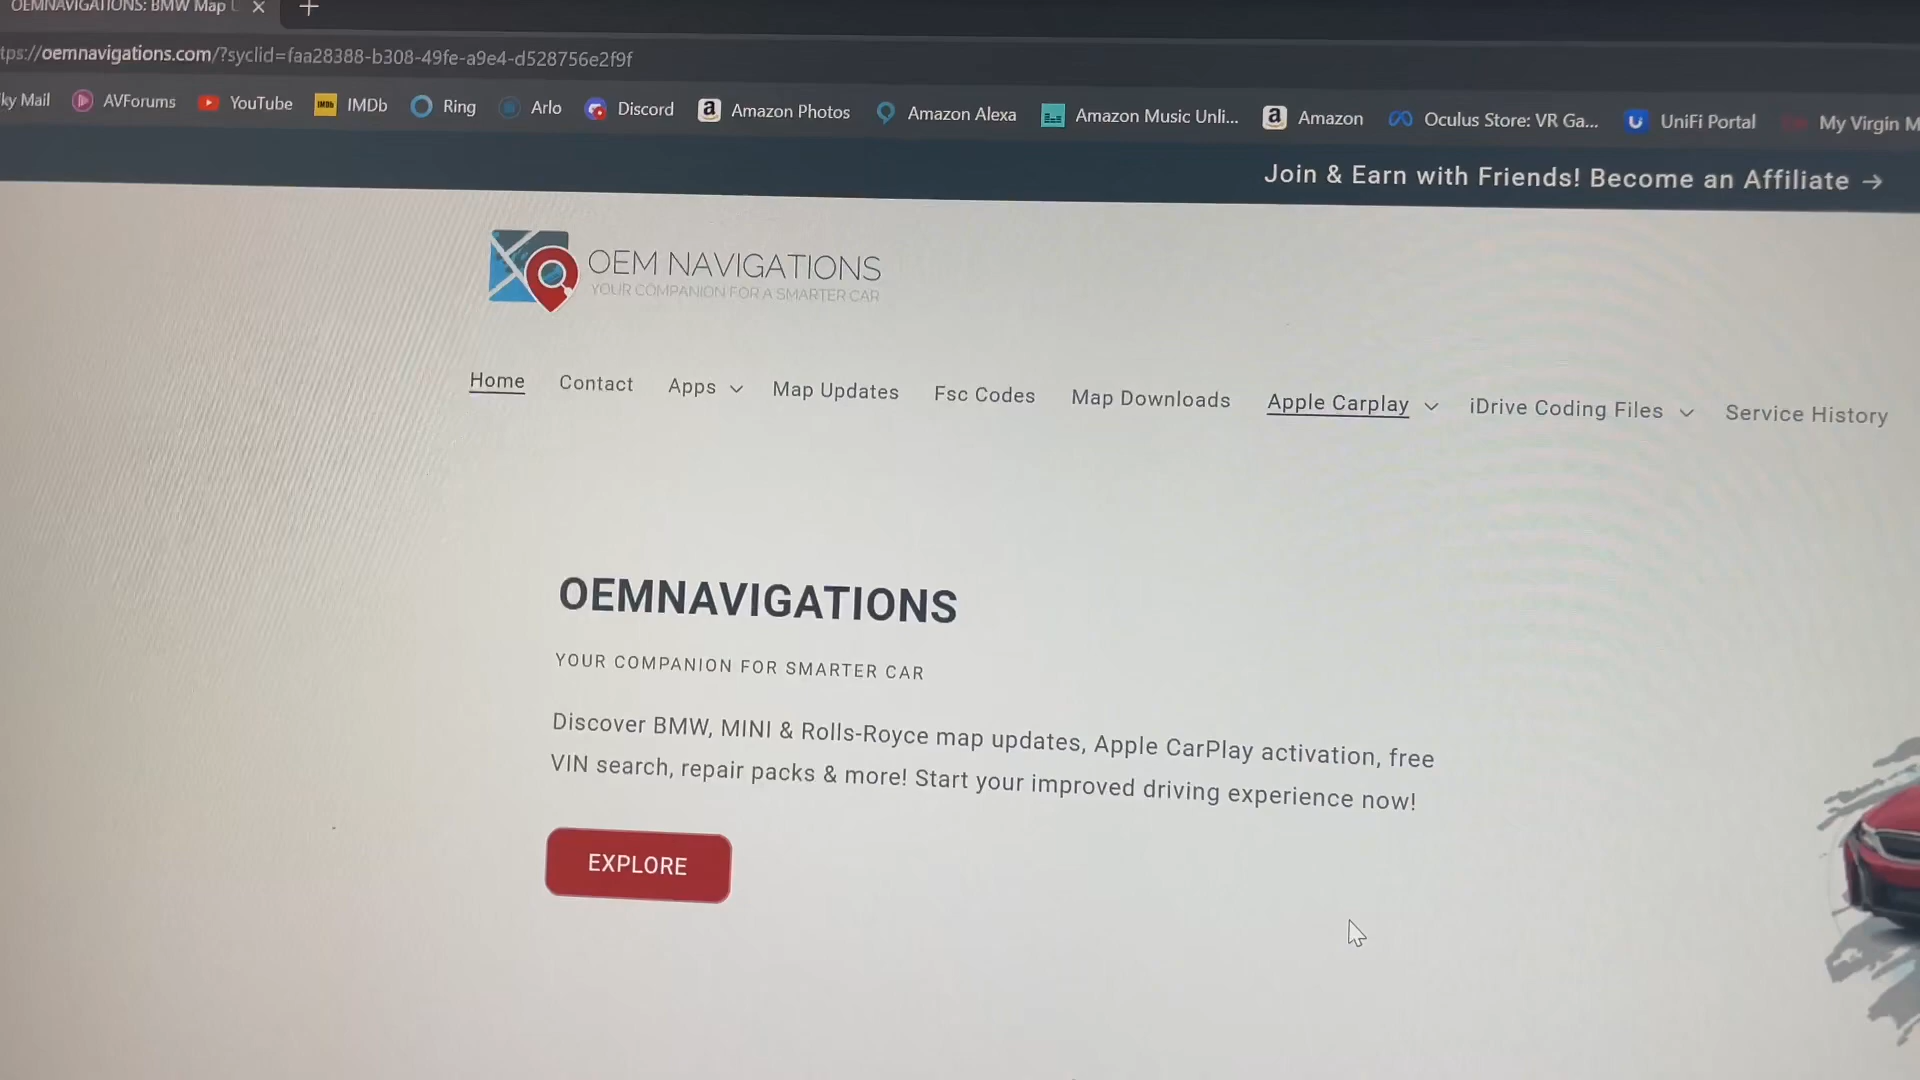 OEMNAVIGATIONS: BMW Map
tps://oemnavigations.com/?syclid=faa28388-b308-49fe-a9e4-d528756e2f9f
ky Mail AVForums YouTube IMDb IMDb Ring Arlo Discord Amazon Photos Amazon Alexa Amazon Music Unli... Amazon Oculus Store: VR Ga... UniFi Portal My Virgin M
Join & Earn with Friends! Become an Affiliate →
OEM NAVIGATIONS
YOUR COMPANION FOR A SMARTER CAR
Home Contact Apps Map Updates Fsc Codes Map Downloads Apple Carplay iDrive Coding Files Service History
OEMNAVIGATIONS
YOUR COMPANION FOR SMARTER CAR
Discover BMW, MINI & Rolls-Royce map updates, Apple CarPlay activation, free
VIN search, repair packs & more! Start your improved driving experience now!
EXPLORE